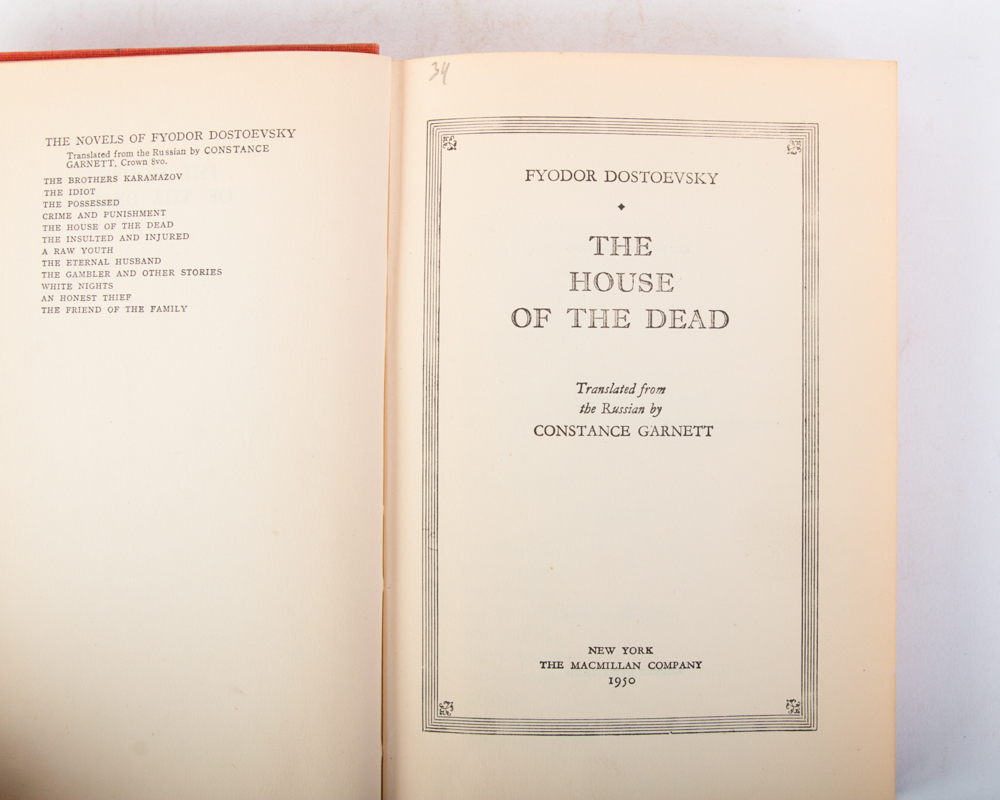 THE NOVELS OF FYODOR DOSTOEVSKY
Translated from the Russian by CONSTANCE
GARNETT, Crown 8vo.
THE BROTHERS KARAMAZOV
THE IDIOT
THE POSSESSED
CRIME AND PUNISHMENT
THE HOUSE OF THE DEAD
THE INSULTED AND INJURED
A RAW YOUTH
THE ETERNAL HUSBAND
THE GAMBLER AND OTHER STORIES
WHITE NIGHTS
AN HONEST THIEF
THE FRIEND OF THE FAMILY
34
FYODOR DOSTOEVSKY
THE
HOUSE
OF THE DEAD
Translated from
the Russian by
CONSTANCE GARNETT
NEW YORK
THE MACMILLAN COMPANY
1950